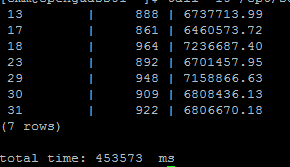 13 | 888 | 6737713.99
17 | 861 | 6460573.72
18 | 964 | 7236687.40
23 | 892 | 6701457.95
29 | 948 | 7158866.63
30 | 909 | 6808436.13
31 | 922 | 6806670.18
(7 rows)
total time: 453573 ms